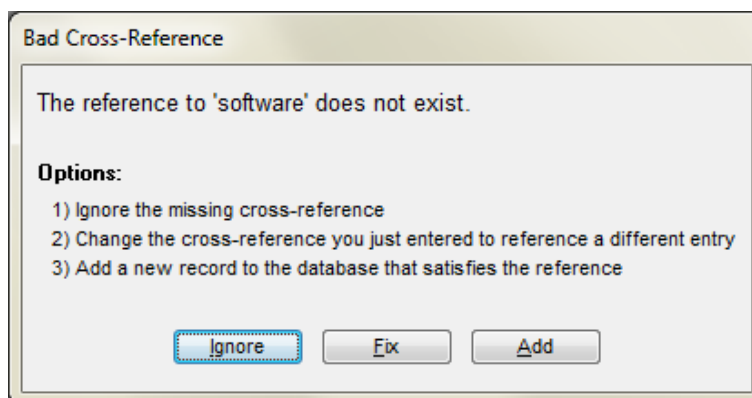 Bad Cross-Reference
The reference to 'software' does not exist.
Options:
1) Ignore the missing cross-reference
2) Change the cross-reference you just entered to reference a different entry
3) Add a new record to the database that satisfies the reference
Ignore Fix Add